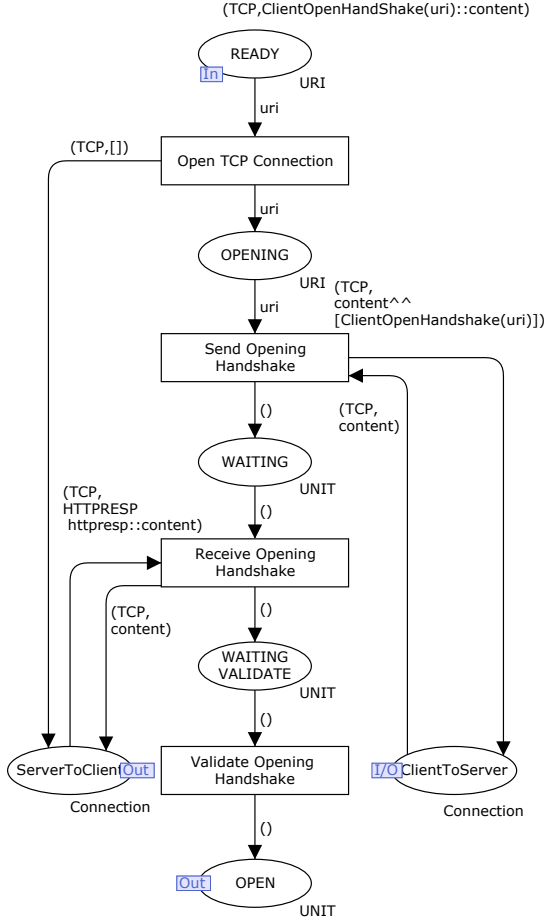 (TCP,ClientOpenHandShake(uri)::content)
READY
In
URI
uri
(TCP,[])
Open TCP Connection
uri
OPENING
URI
uri
(TCP,
content^^
[ClientOpenHandshake(uri)])
Send Opening
Handshake
()
(TCP,
content)
WAITING
UNIT
()
(TCP,
HTTPRESP
httpresp::content)
Receive Opening
Handshake
()
(TCP,
content)
WAITING
VALIDATE
UNIT
()
ServerToClient
Out
Connection
Validate Opening
Handshake
I/O
ClientToServer
Connection
()
Out
OPEN
UNIT